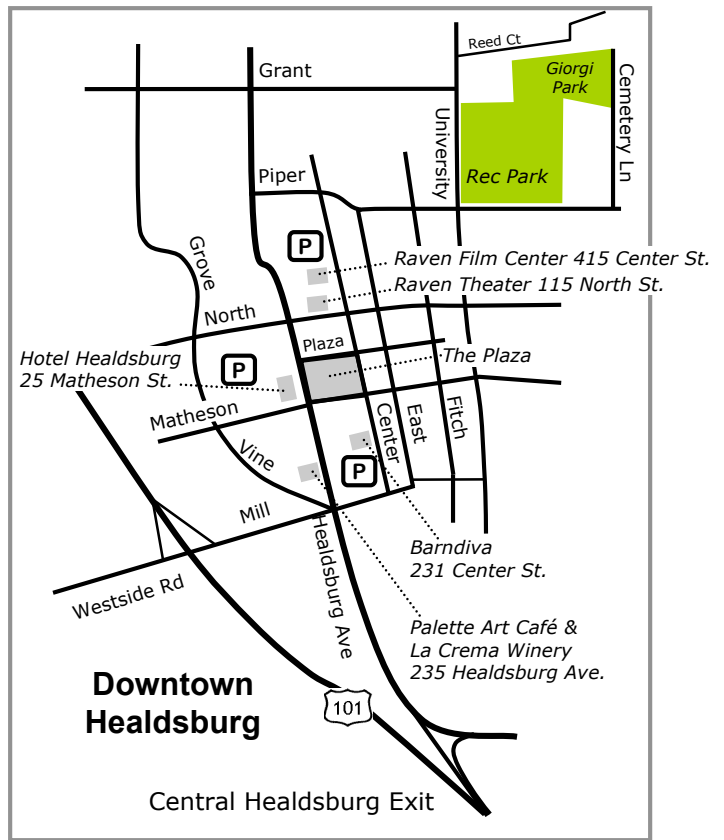 Reed Ct
Grant
Giorgi
Park
Cemetery Ln
University
Piper
Rec Park
P
Grove
Raven Film Center 415 Center St.
Raven Theater 115 North St.
North
Plaza
The Plaza
Hotel Healdsburg
25 Matheson St.
P
Matheson
Center
East
Fitch
Vine
P
Mill
Healdsburg Ave
Barndiva
231 Center St.
Westside Rd
Palette Art Café &
La Crema Winery
235 Healdsburg Ave.
Downtown
Healdsburg
101
Central Healdsburg Exit